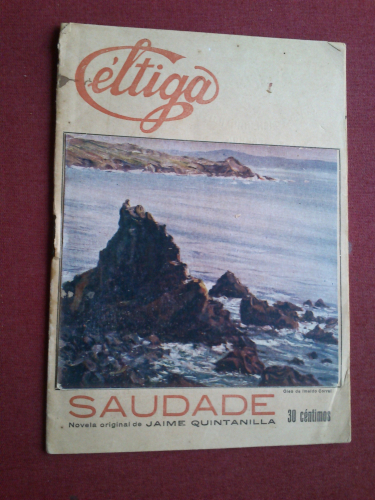 Céltiga
SAUDADE
Novela original de JAIME QUINTANILLA
30 céntimos